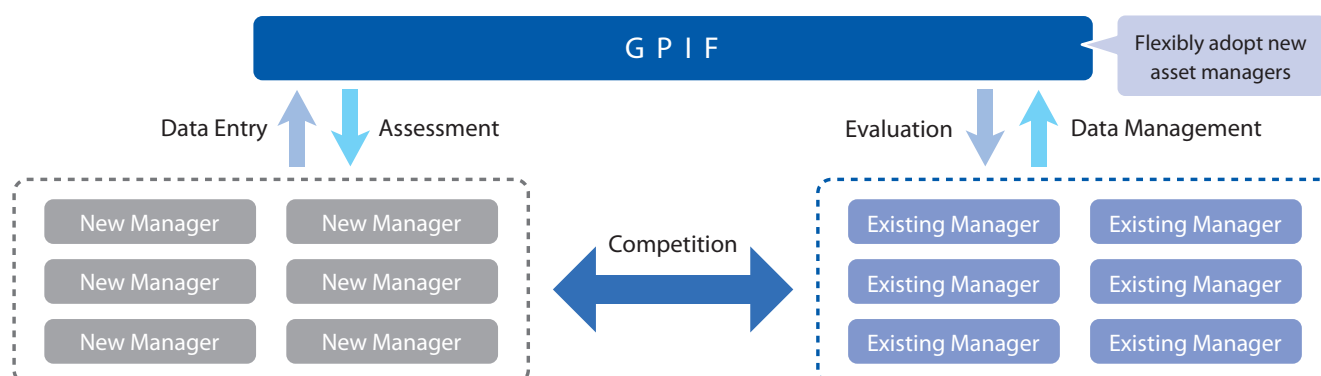 GPIF
Flexibly adopt new
asset managers
Data Entry
Assessment
Evaluation
Data Management
New Manager
New Manager
New Manager
New Manager
New Manager
New Manager
Competition
Existing Manager
Existing Manager
Existing Manager
Existing Manager
Existing Manager
Existing Manager